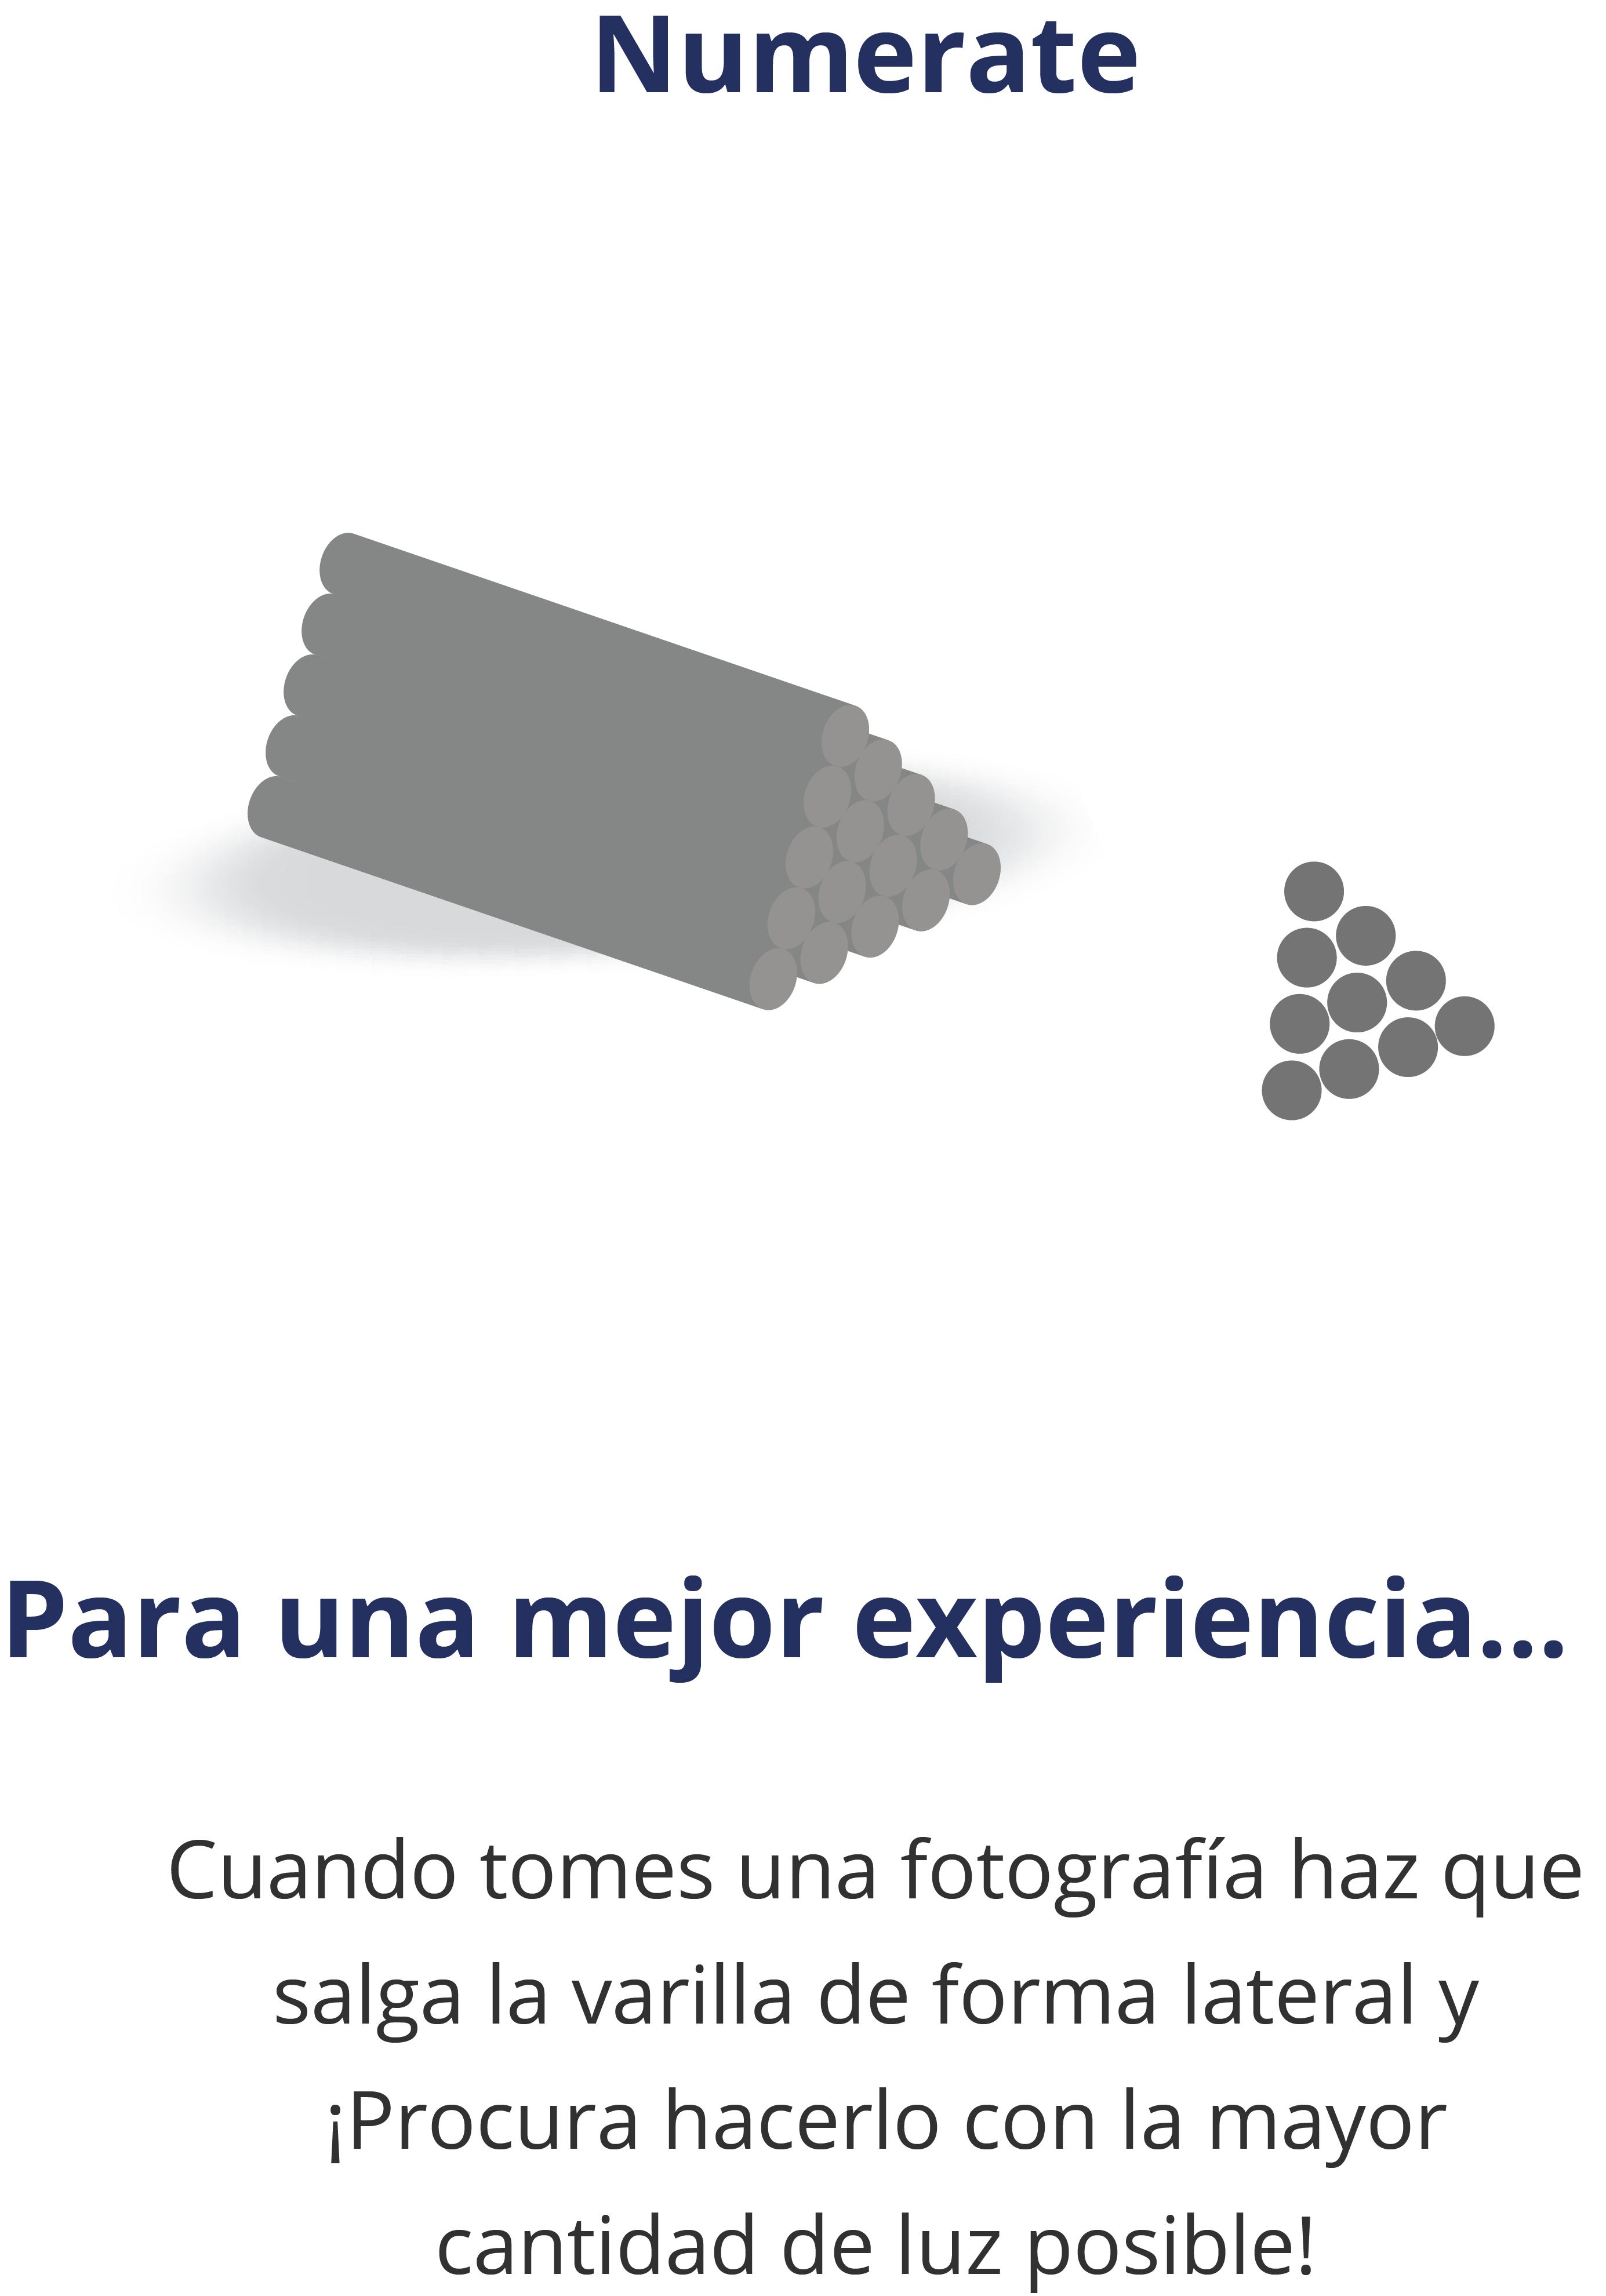 Numerate
Para una mejor experiencia...
Cuando tomes una fotografía haz que
salga la varilla de forma lateral y
¡Procura hacerlo con la mayor
cantidad de luz posible!